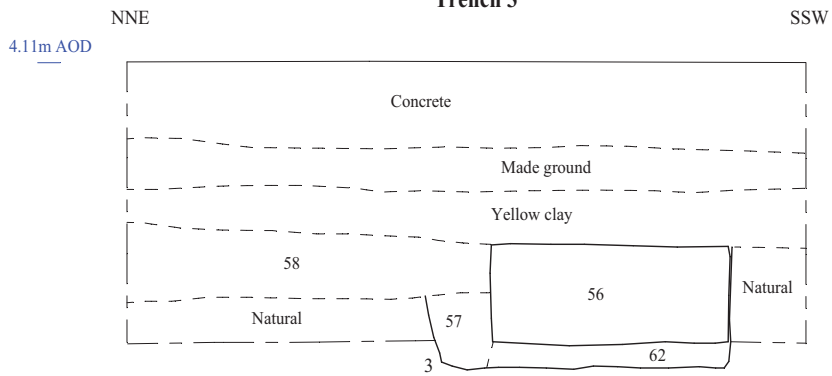 Trench 3
NNE
SSW
4.11m AOD
Concrete
Made ground
Yellow clay
58
56
Natural
Natural
57
3
62